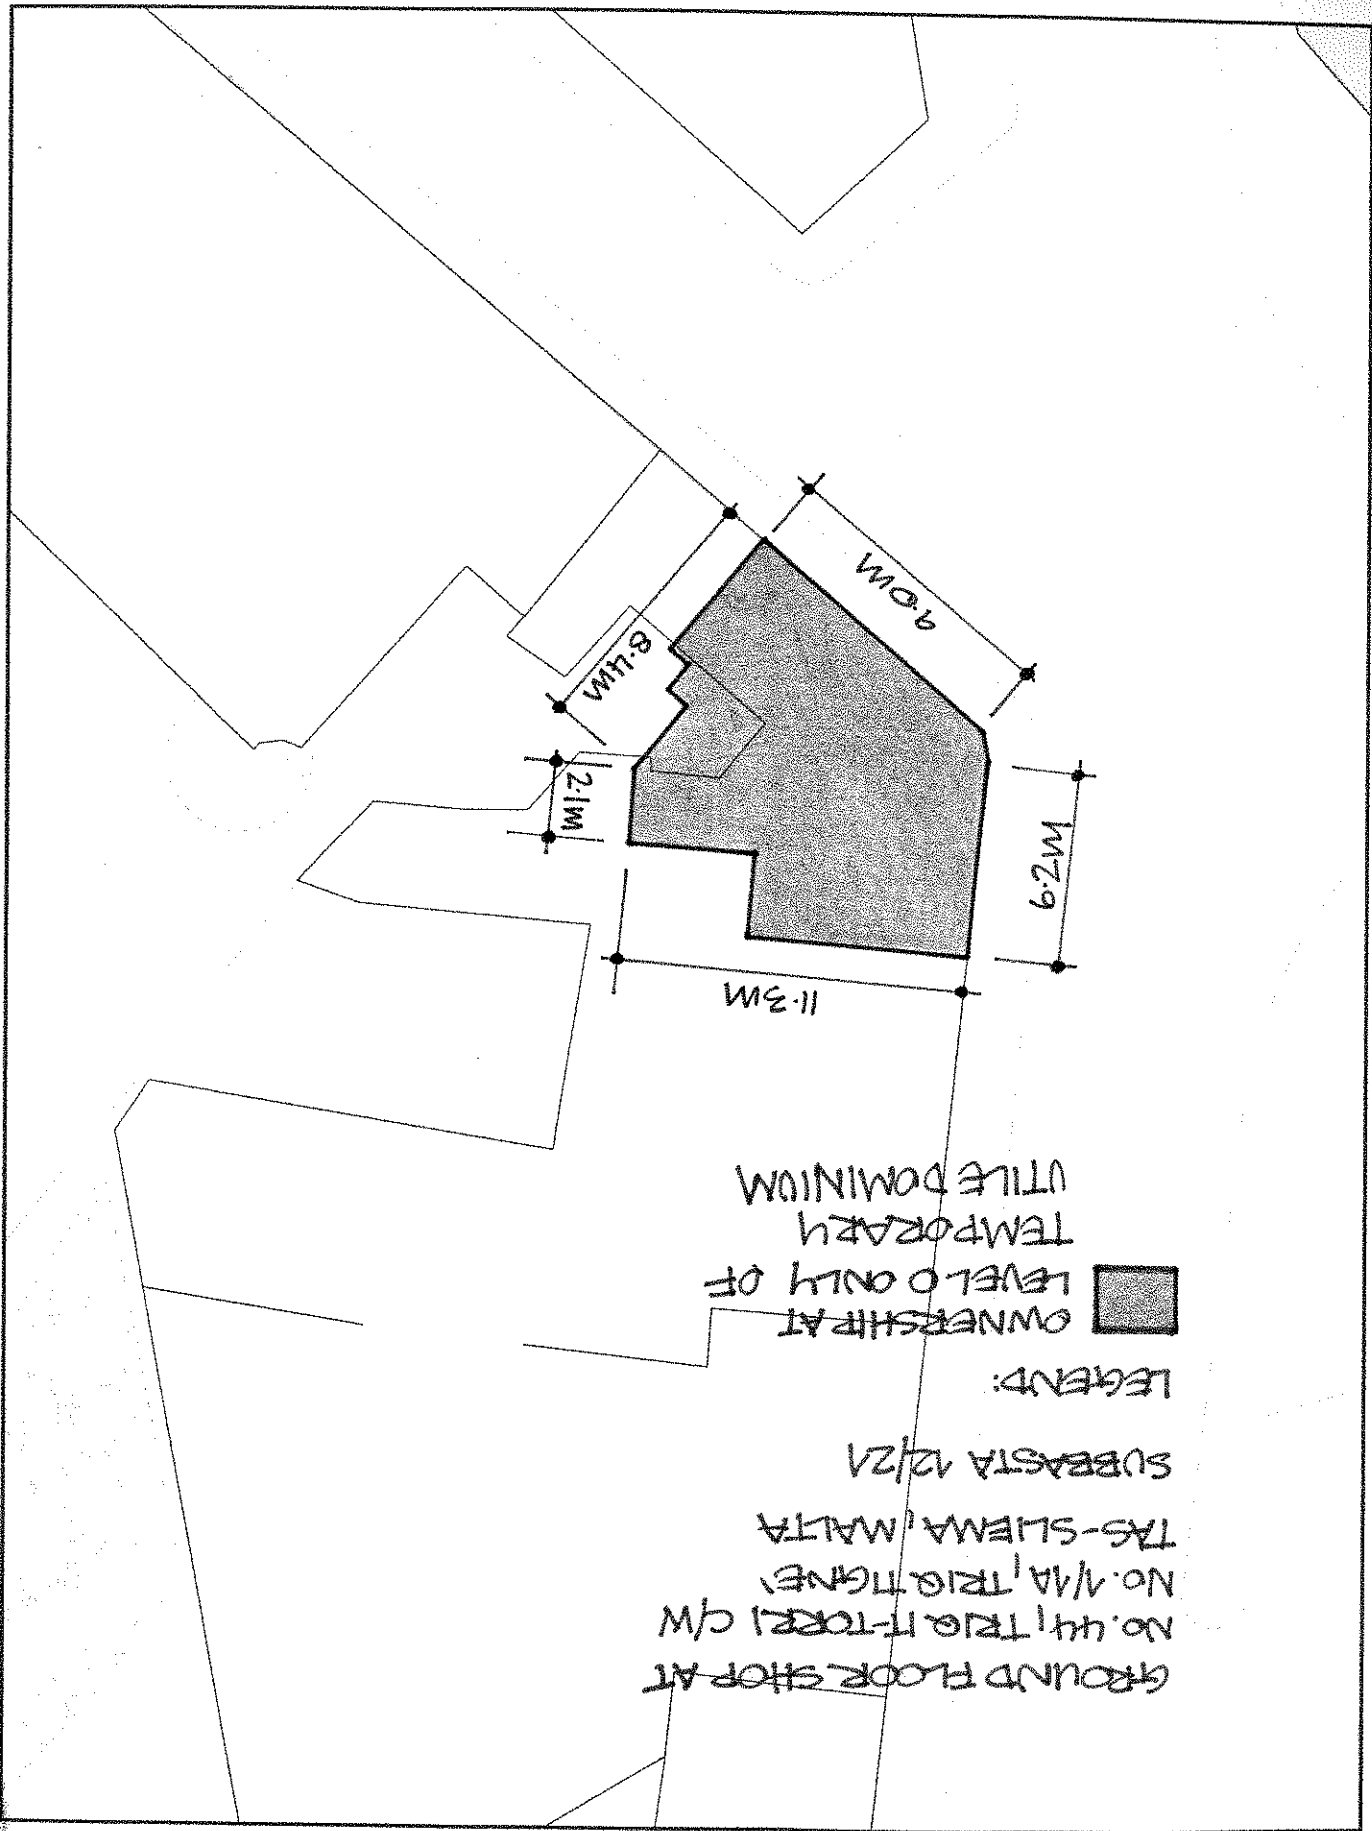 GROUND FLOOR SHOP AT
NO. 44, TRIQ IT-TORRI C/W
NO. 1/1A, TRIQ TIGNE',
TAS-SLIEMA, MALTA
SUBBASTA 12/21
LEGEND:
OWNERSHIP AT
LEVEL 0 ONLY OF
TEMPORARY
UTILE DOMINIUM
11.3M
6.2M
2.1M
8.4M
9.0M